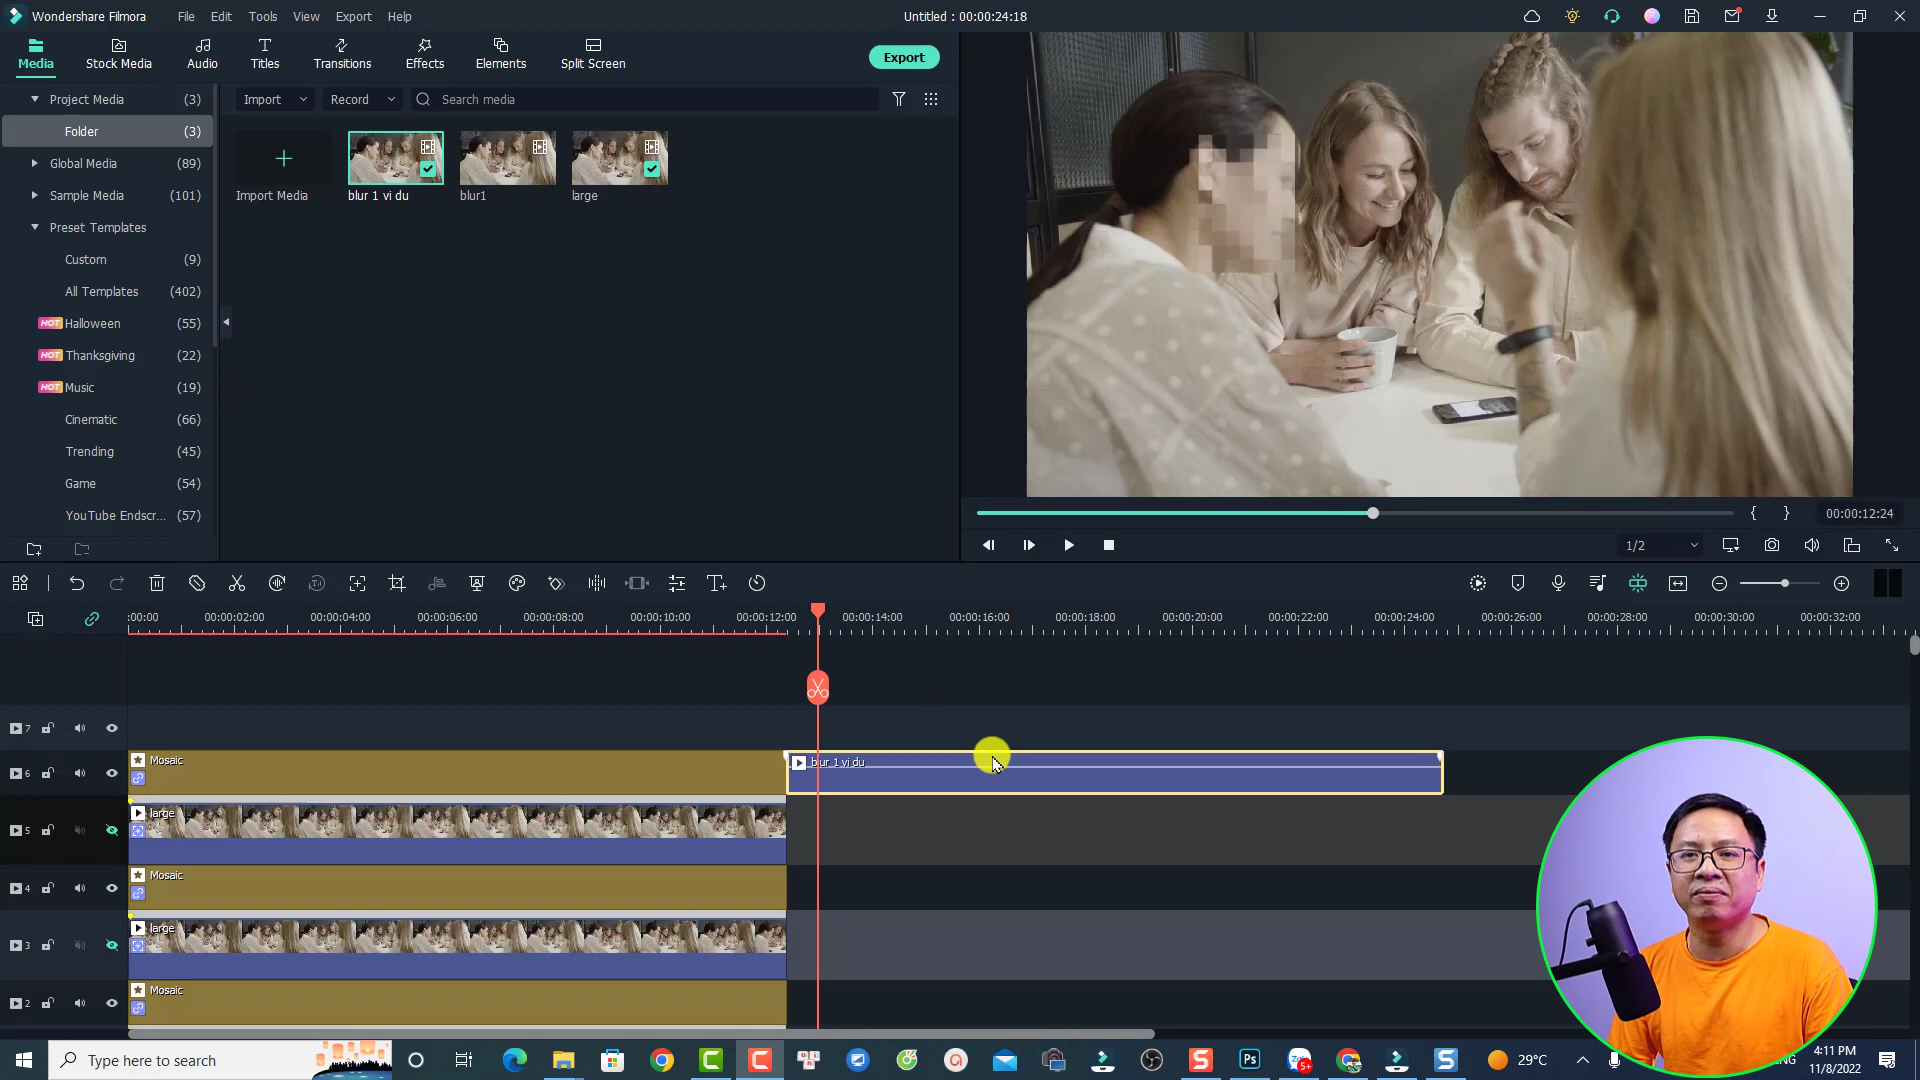 Wondershare Filmora File Edit Tools View Export Help Untitled : 00:00:24:18
Media Stock Media Audio Titles Transitions Effects Elements Split Screen Export
Project Media (3)
Folder (3)
Global Media (89)
Sample Media (101)
Preset Templates
Custom (9)
All Templates (402)
HOT Halloween (55)
HOT Thanksgiving (22)
HOT Music (19)
Cinematic (66)
Trending (45)
Game (54)
YouTube Endscr... (57)
Import Record Search media
Import Media blur 1 vi du blur1 large
00:00:12:24
1/2
:00:00 00:00:02:00 00:00:04:00 00:00:06:00 00:00:08:00 00:00:10:00 00:00:12:00 00:00:14:00 00:00:16:00 00:00:18:00 00:00:20:00 00:00:22:00 00:00:24:00 00:00:26:00 00:00:28:00 00:00:30:00 00:00:32:00
7
6 Mosaic blur 1 vi du
5 large
4 Mosaic
3 large
2 Mosaic
Type here to search
Ps
5+
29°C
4:11 PM
11/8/2022